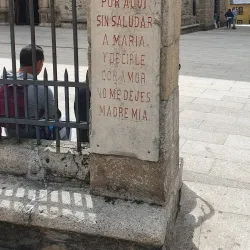 POR AQUI
SIN SALUDAR
A MARIA.
Y DECIRLE
CON AMOR
NO ME DEJES
MADRE MIA.